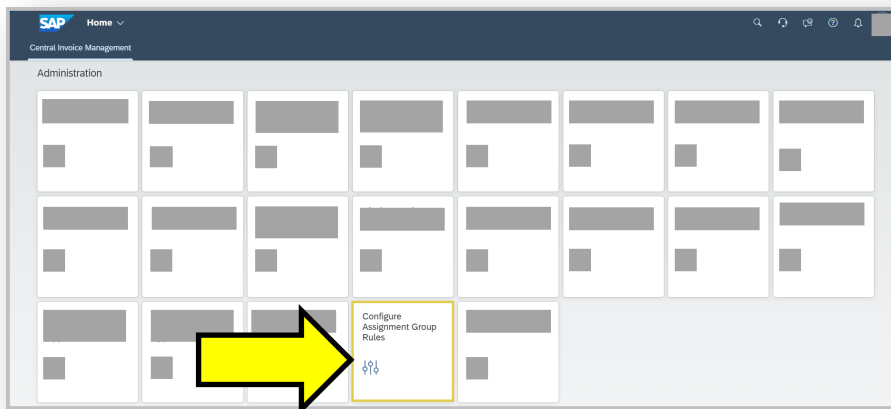 SAP Home
Central Invoice Management
Administration
Configure
Assignment Group
Rules